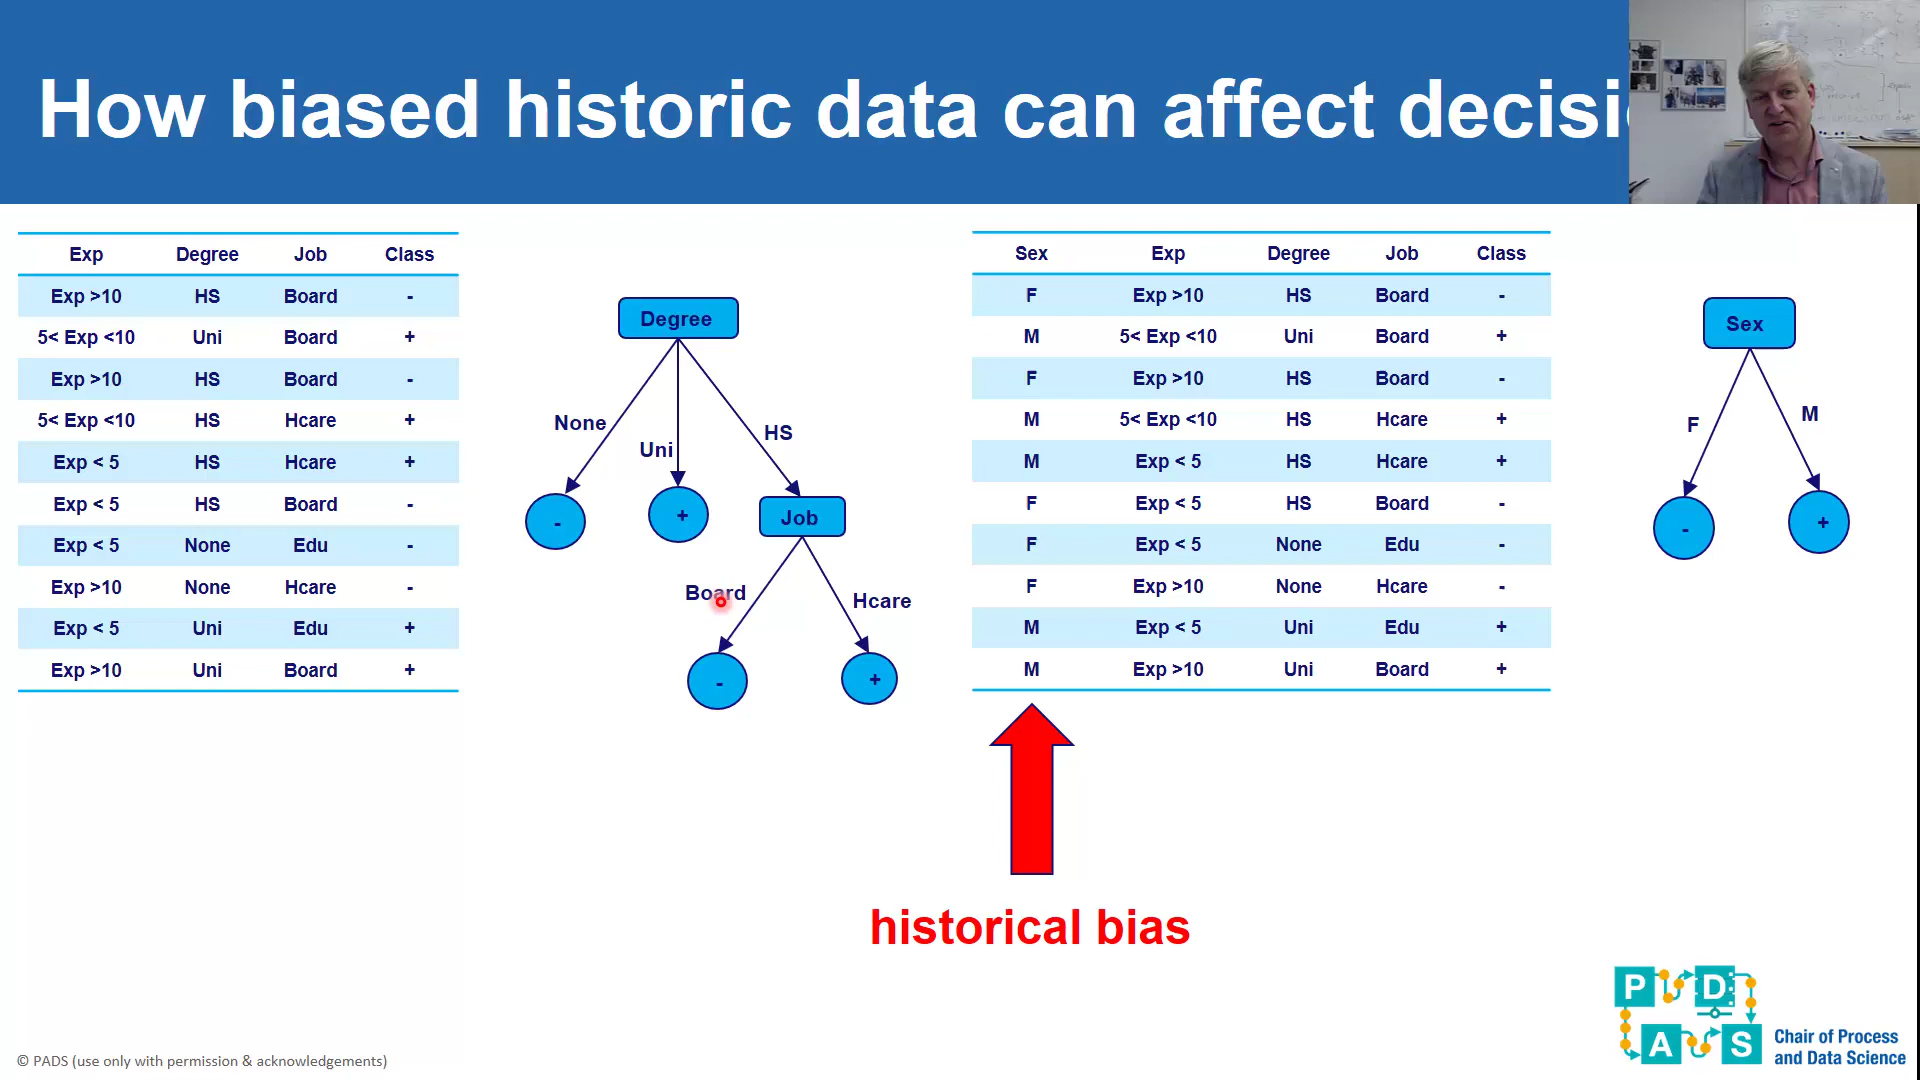 How biased historic data can affect decisi
Exp Degree Job Class
Exp >10 HS Board -
5< Exp <10 Uni Board +
Exp >10 HS Board -
5< Exp <10 HS Hcare +
Exp < 5 HS Hcare +
Exp < 5 HS Board -
Exp < 5 None Edu -
Exp >10 None Hcare -
Exp < 5 Uni Edu +
Exp >10 Uni Board +
Degree
None
Uni
HS
-
+
Job
Board
Hcare
-
+
Sex Exp Degree Job Class
F Exp >10 HS Board -
M 5< Exp <10 Uni Board +
F Exp >10 HS Board -
M 5< Exp <10 HS Hcare +
M Exp < 5 HS Hcare +
F Exp < 5 HS Board -
F Exp < 5 None Edu -
F Exp >10 None Hcare -
M Exp < 5 Uni Edu +
M Exp >10 Uni Board +
Sex
F
M
-
+
historical bias
P D
A S
Chair of Process
and Data Science
© PADS (use only with permission & acknowledgements)